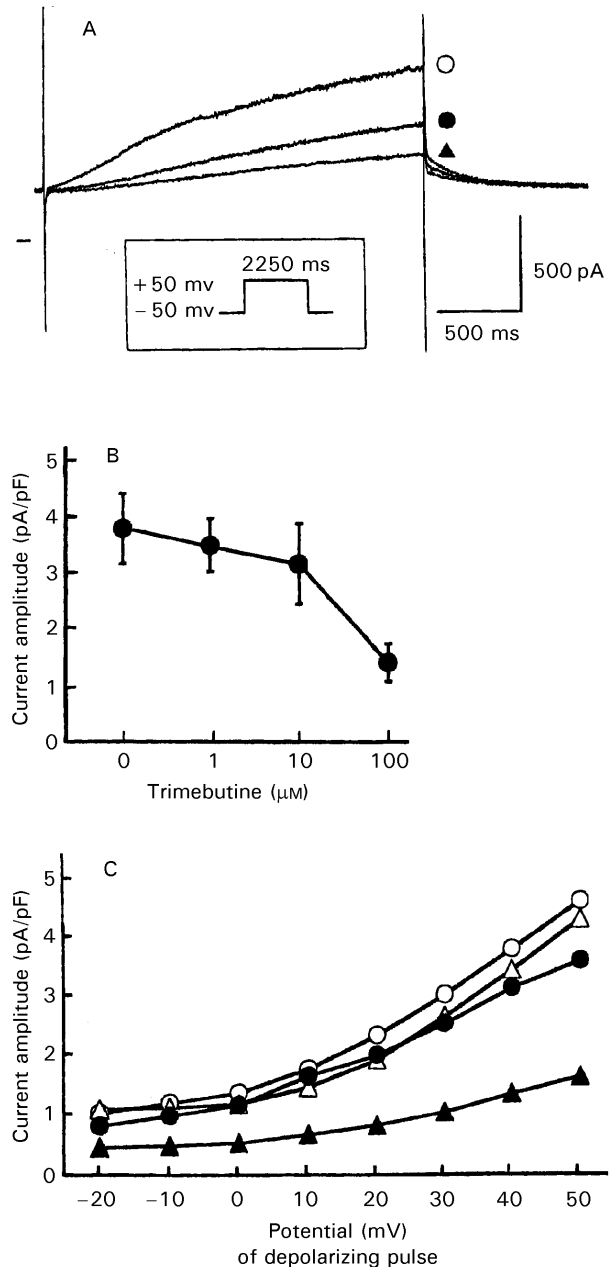 A
2250 ms
+50 mv
−50 mv
500 pA
500 ms
B
Current amplitude (pA/pF)
5
4
3
2
1
0
0 1 10 100
Trimebutine (μM)
C
Current amplitude (pA/pF)
5
4
3
2
1
0
−20 −10 0 10 20 30 40 50
Potential (mV)
of depolarizing pulse